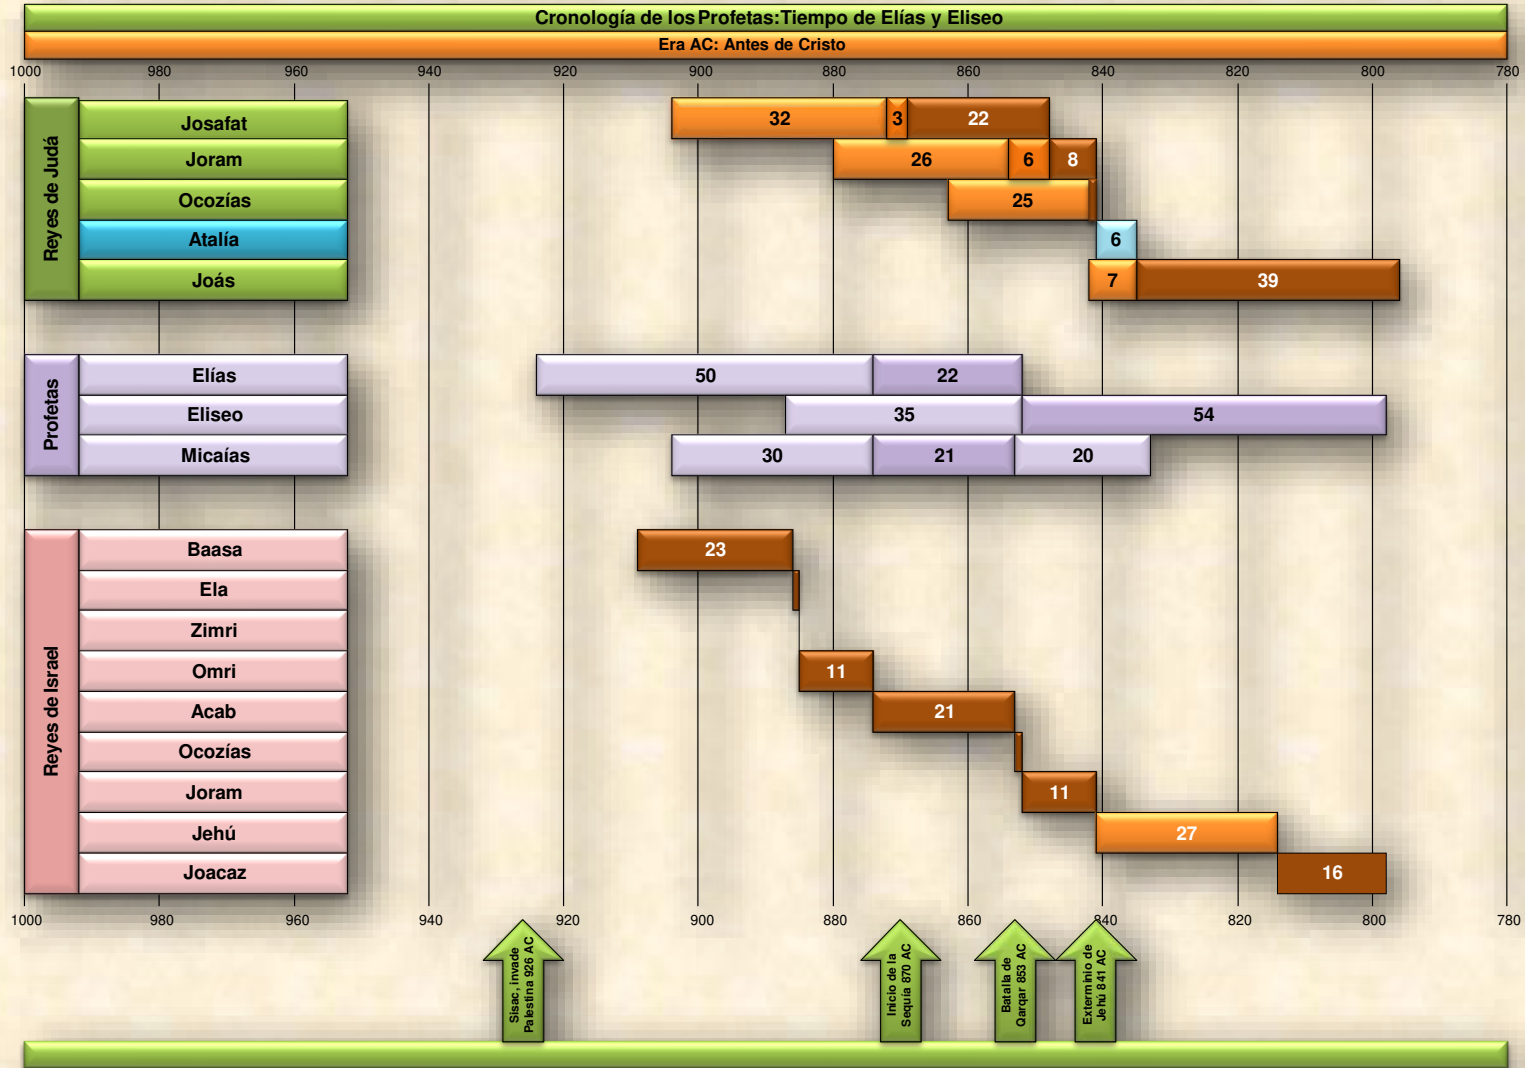 Cronología de los Profetas:Tiempo de Elías y Eliseo
Era AC: Antes de Cristo
1000 980 960 940 920 900 880 860 840 820 800 780
Reyes de Judá
Josafat 32 3 22
Joram 26 6 8
Ocozías 25
Atalía 6
Joás 7 39
Profetas
Elías 50 22
Eliseo 35 54
Micaías 30 21 20
Reyes de Israel
Baasa 23
Ela
Zimri
Omri 11
Acab 21
Ocozías
Joram 11
Jehú 27
Joacaz 16
1000 980 960 940 920 900 880 860 840 820 800 780
Sisac, invade
Palestina 926 AC
Inicio de la
Sequía 870 AC
Batalla de
Qarqar 853 AC
Exterminio de
Jehú 841 AC